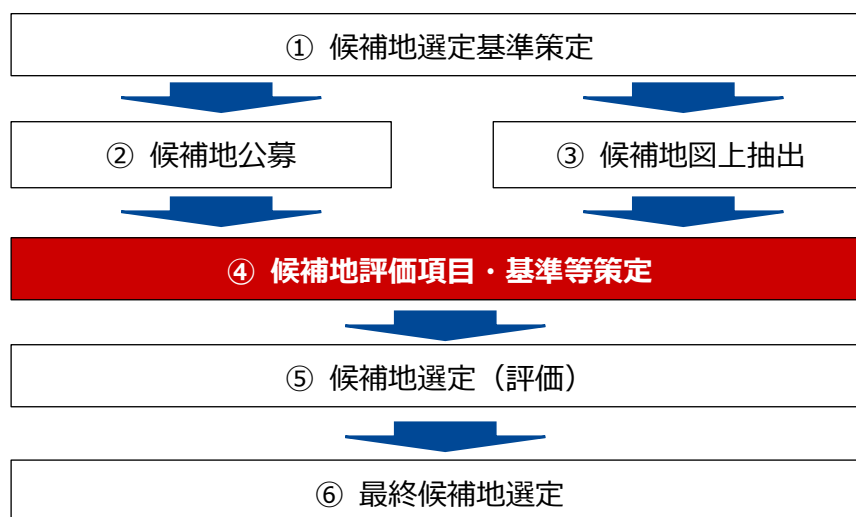 ① 候補地選定基準策定
② 候補地公募
③ 候補地図上抽出
④ 候補地評価項目・基準等策定
⑤ 候補地選定（評価）
⑥ 最終候補地選定